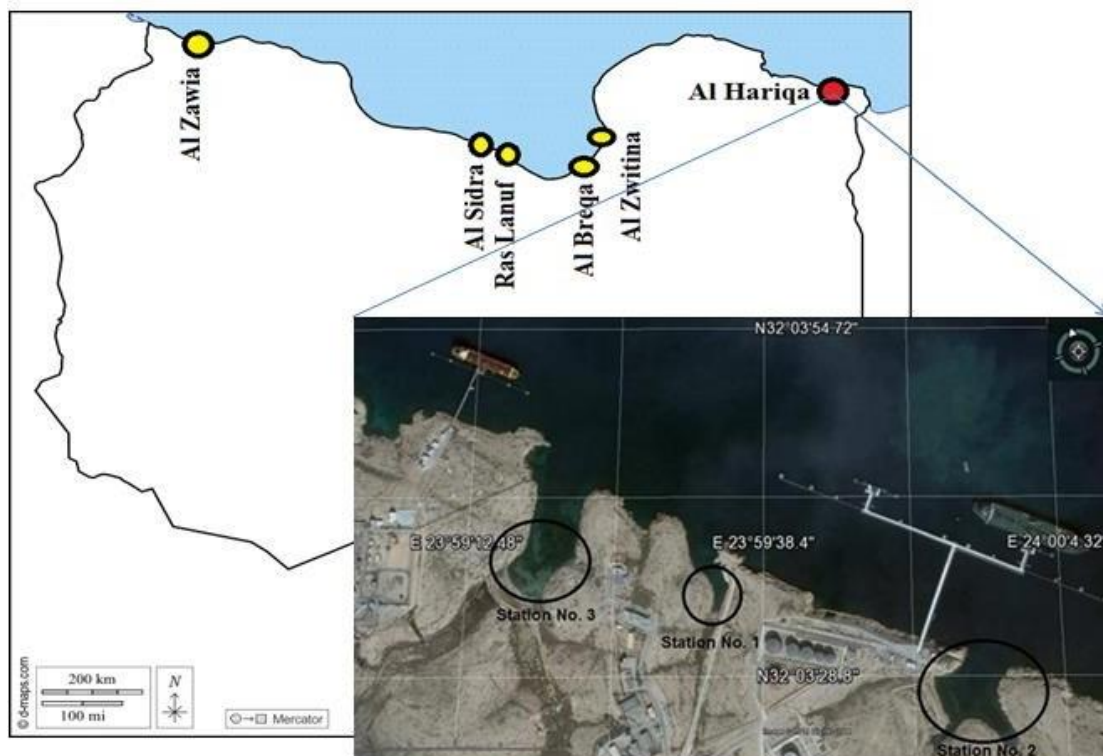 Al Zawia
Al Sidra
Ras Lanuf
Al Breqa
Al Zwitina
Al Hariqa
N32°03'54.72"
E 23°59'12.48"
E 23°59'38.4"
E 24°00'4.32"
Station No. 3
Station No. 1
N32°03'28.8"
Station No. 2
200 km
100 mi
N
Mercator
© d-maps.com